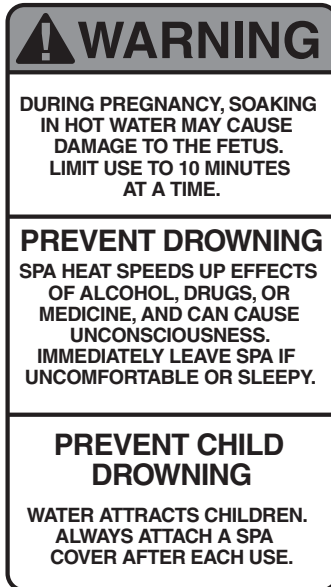 WARNING
DURING PREGNANCY, SOAKING
IN HOT WATER MAY CAUSE
DAMAGE TO THE FETUS.
LIMIT USE TO 10 MINUTES
AT A TIME.
PREVENT DROWNING
SPA HEAT SPEEDS UP EFFECTS
OF ALCOHOL, DRUGS, OR
MEDICINE, AND CAN CAUSE
UNCONSCIOUSNESS.
IMMEDIATELY LEAVE SPA IF
UNCOMFORTABLE OR SLEEPY.
PREVENT CHILD
DROWNING
WATER ATTRACTS CHILDREN.
ALWAYS ATTACH A SPA
COVER AFTER EACH USE.